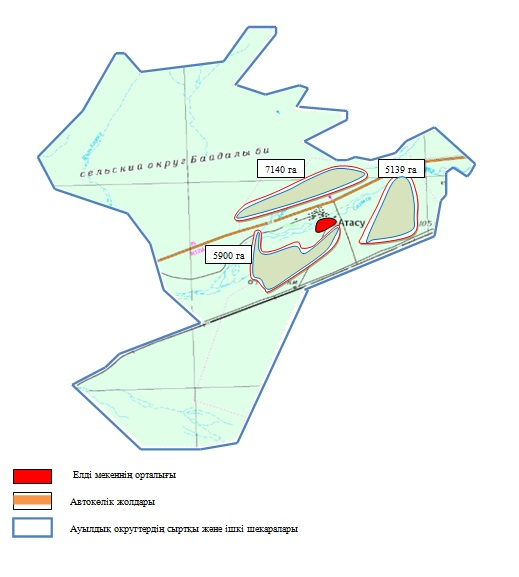 сельский округ Байдалы би
7140 га
5139 га
Атасу
105
5900 га
Елді мекеннің орталығы
Автокөлік жолдары
Ауылдық округтердің сыртқы және ішкі шекаралары